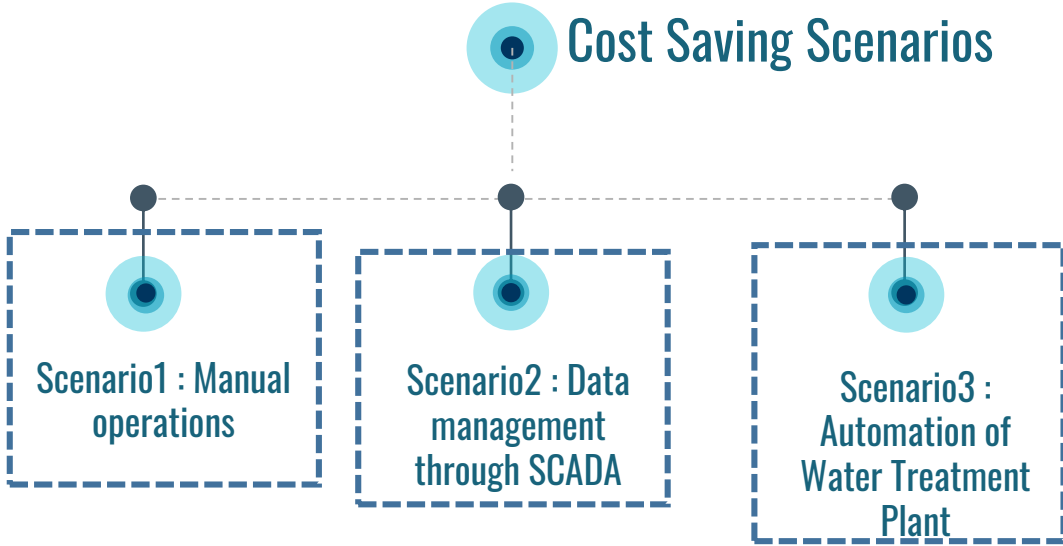 Cost Saving Scenarios
Scenario1 : Manual
operations
Scenario2 : Data
management
through SCADA
Scenario3 :
Automation of
Water Treatment
Plant